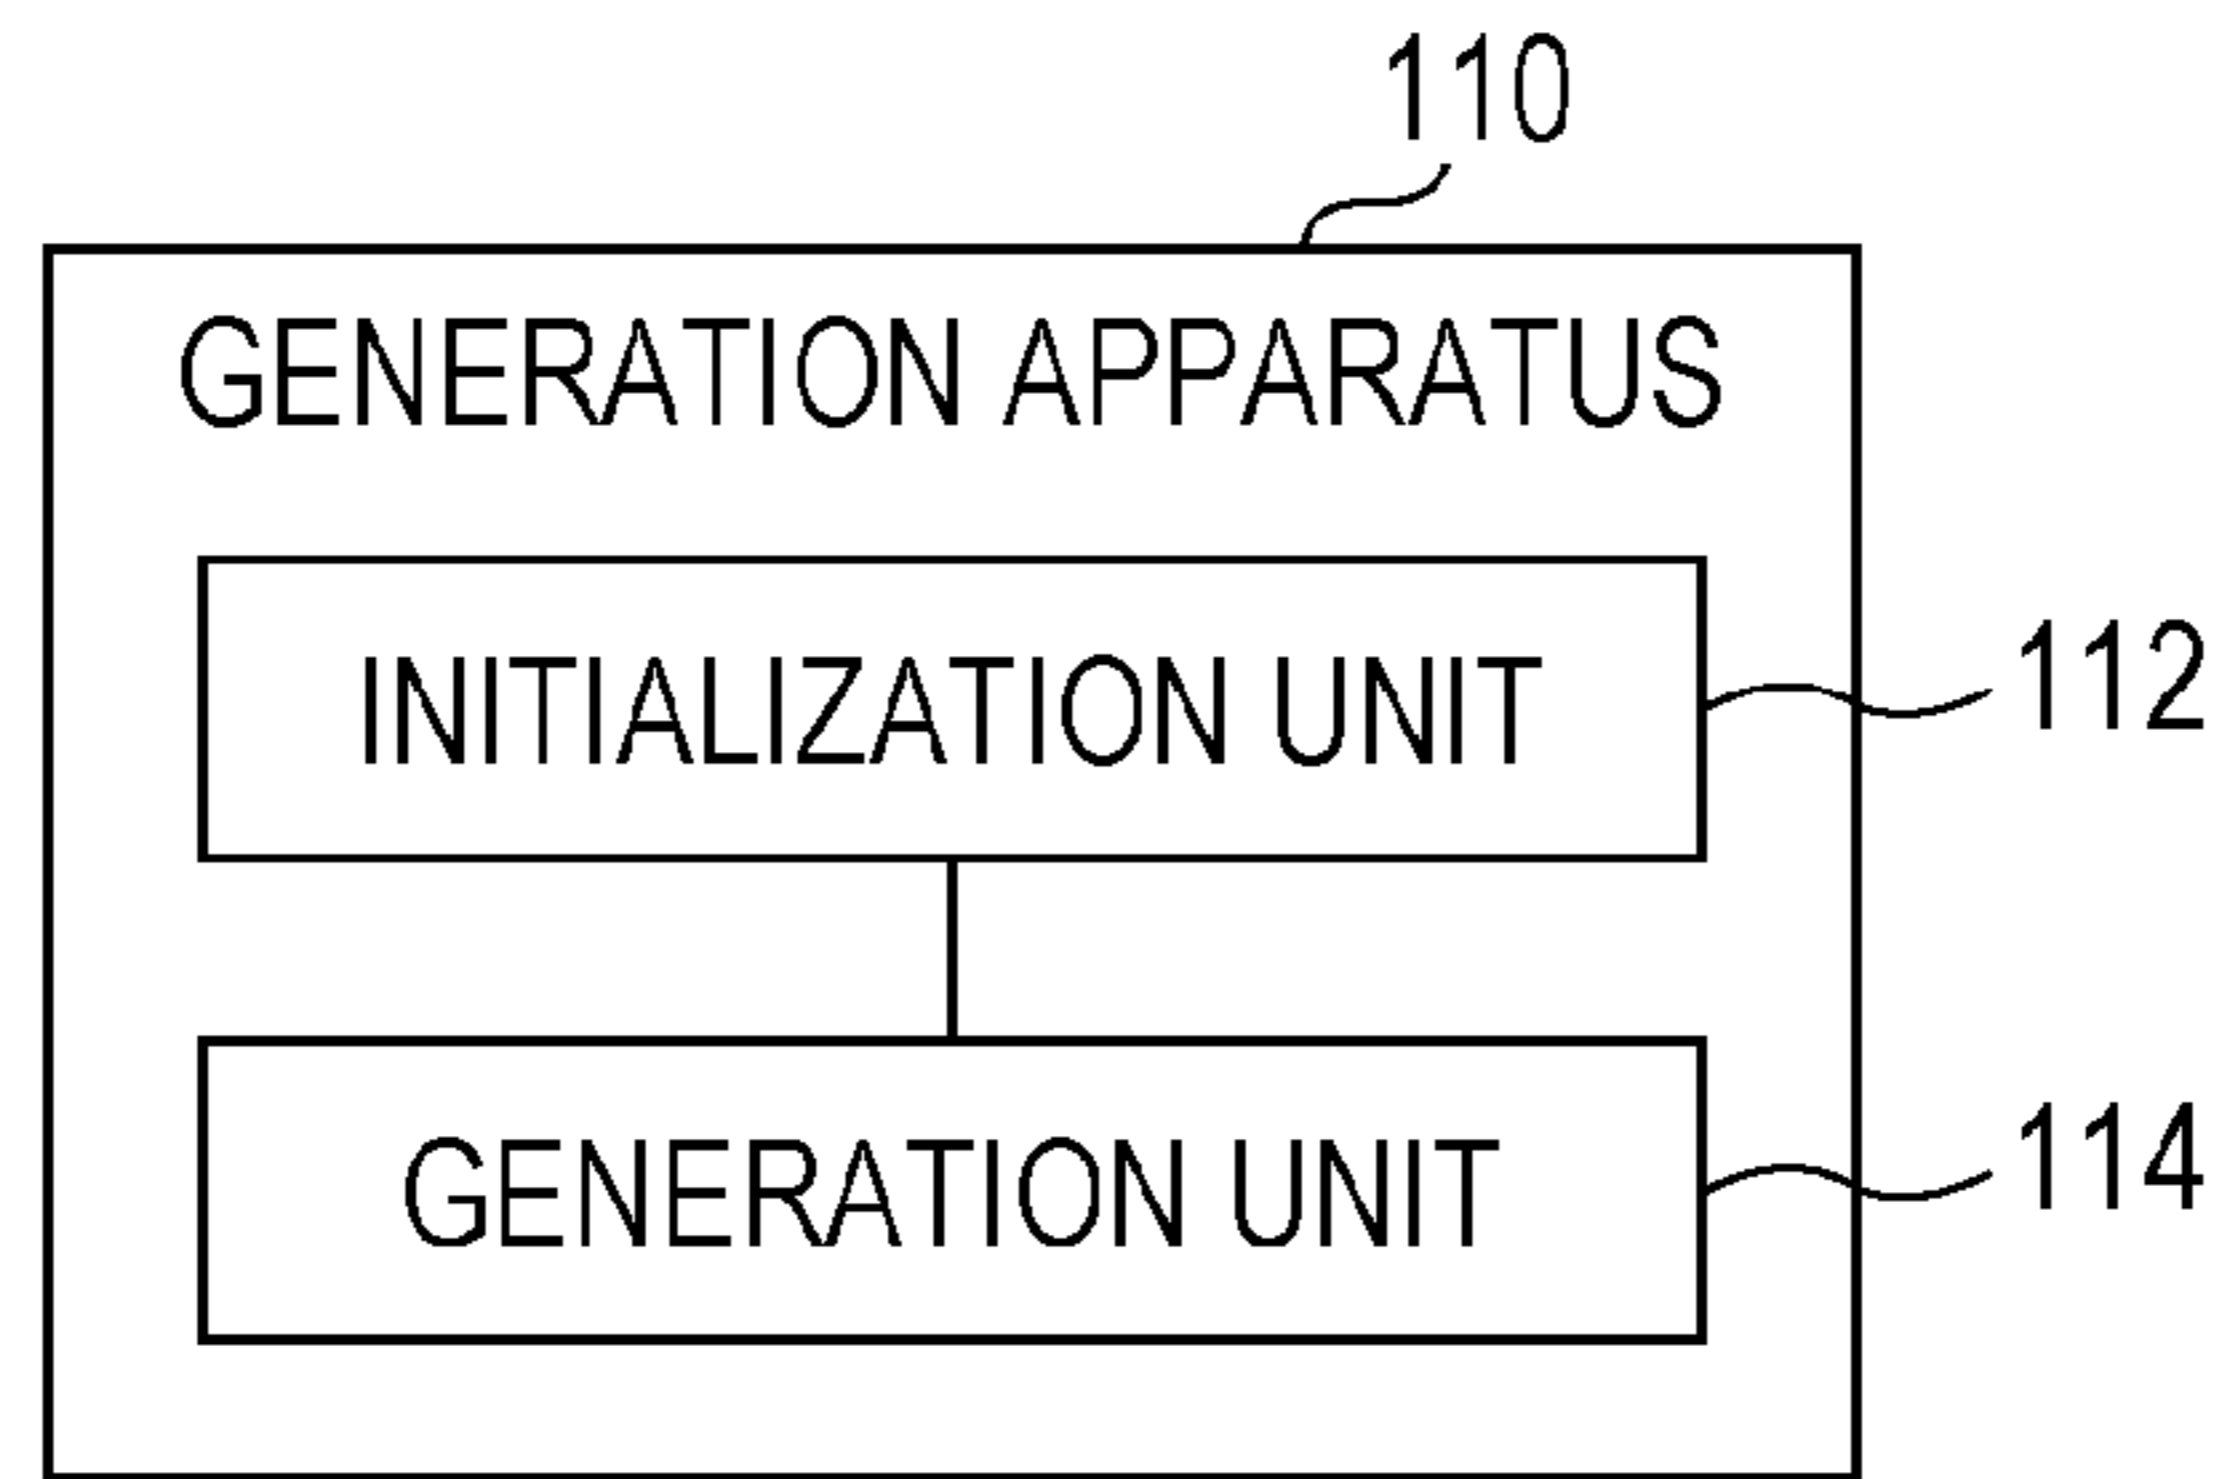 110
GENERATION APPARATUS
INITIALIZATION UNIT
112
GENERATION UNIT
114